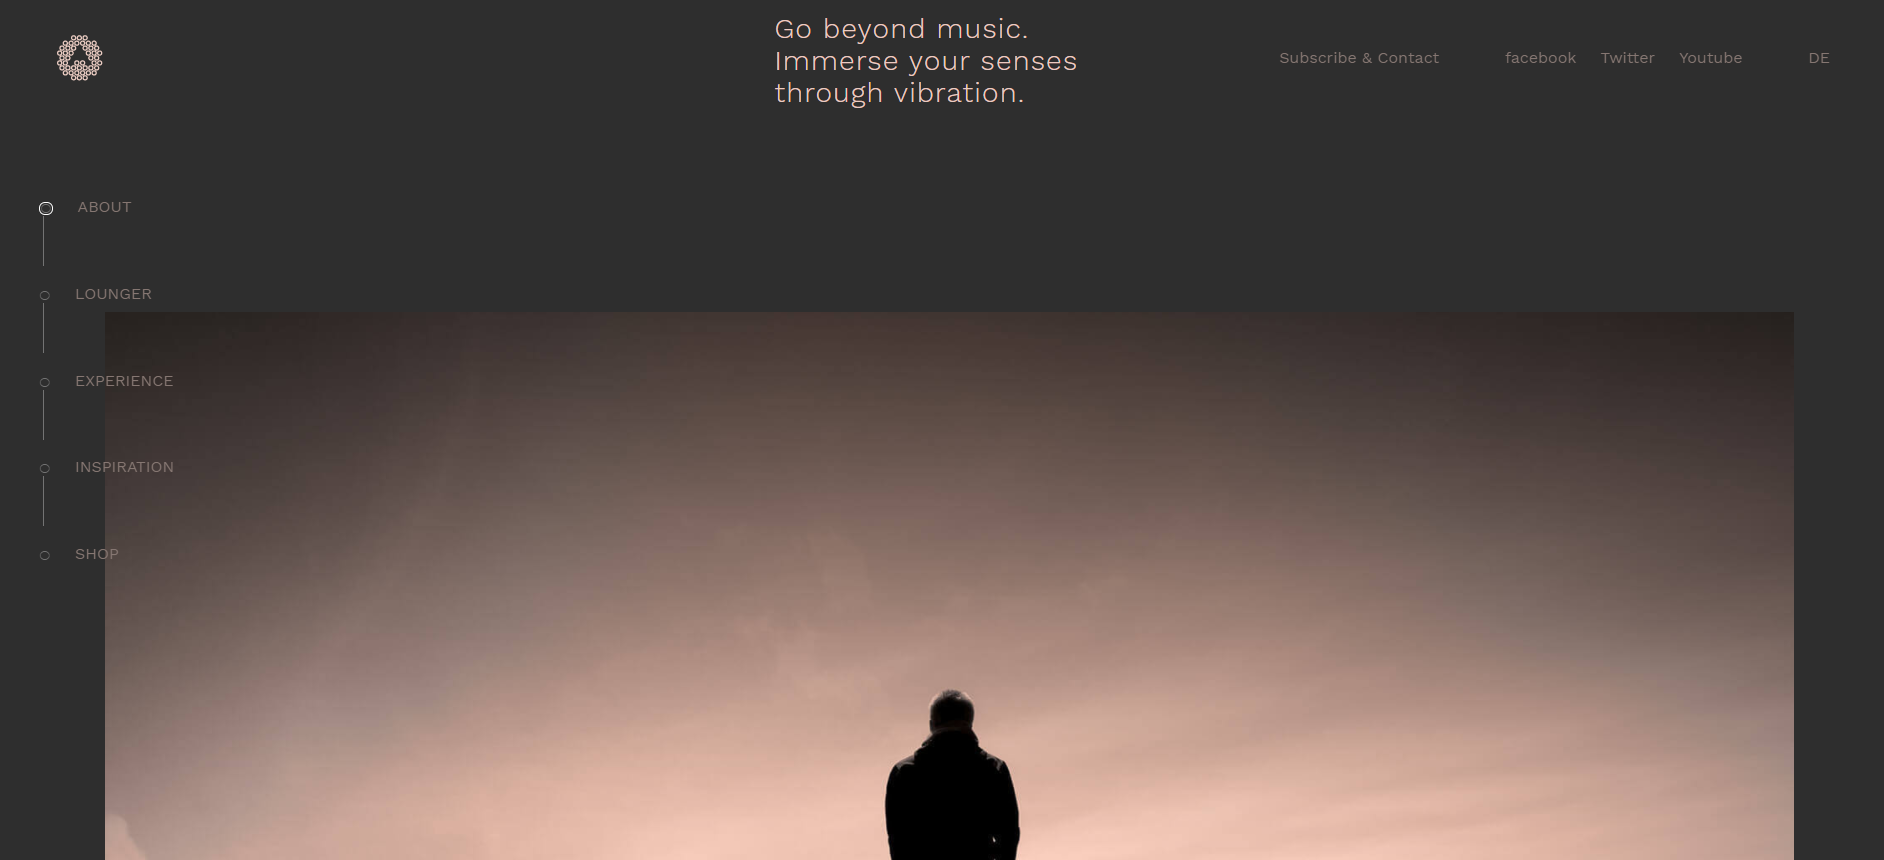 Go beyond music.
Immerse your senses
through vibration.
Subscribe & Contact
facebook
Twitter
Youtube
DE
ABOUT
LOUNGER
EXPERIENCE
INSPIRATION
SHOP